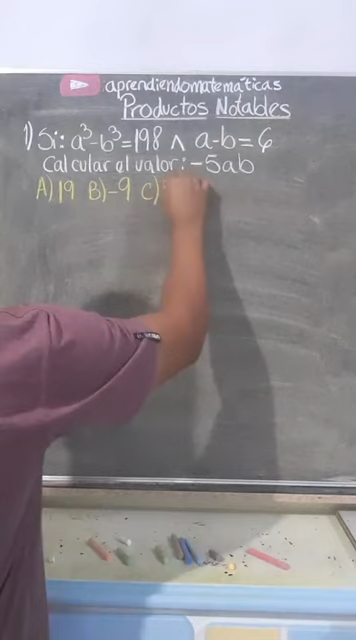 aprendiendomatemáticas
Productos Notables
1) Si: a³-b³=198 ∧ a-b=6
Calcular el valor: -5ab
A) 19 B) -9 C)